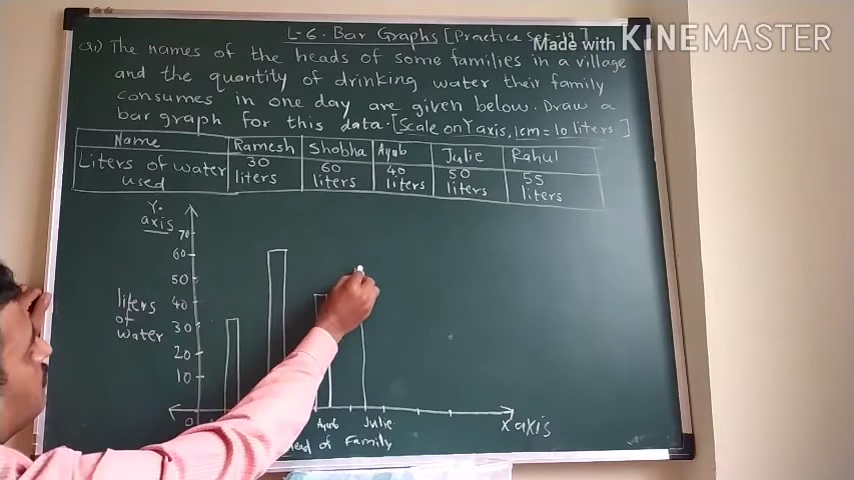 L-6. Bar Graphs [Practice Set-19]
Made with KINEMASTER
Q1) The names of the heads of some families in a village
and the quantity of drinking water their family
consumes in one day are given below. Draw a
bar graph for this data. [Scale on Y axis, 1cm = 10 liters]
Name Ramesh Shobha Ayub Julie Rahul
Liters of water used 30 liters 60 liters 40 liters 50 liters 55 liters
Y.
axis
70
60
50
40
30
20
10
0
liters
of
water
Ayub Julie
Head of Family
X axis